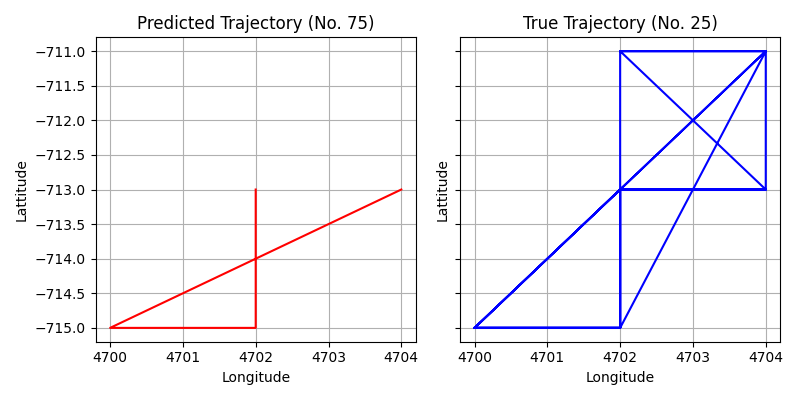 Predicted Trajectory (No. 75)
True Trajectory (No. 25)
−711.0
−711.5
−712.0
−712.5
−713.0
−713.5
−714.0
−714.5
−715.0
Lattitude
Lattitude
4700 4701 4702 4703 4704
4700 4701 4702 4703 4704
Longitude
Longitude